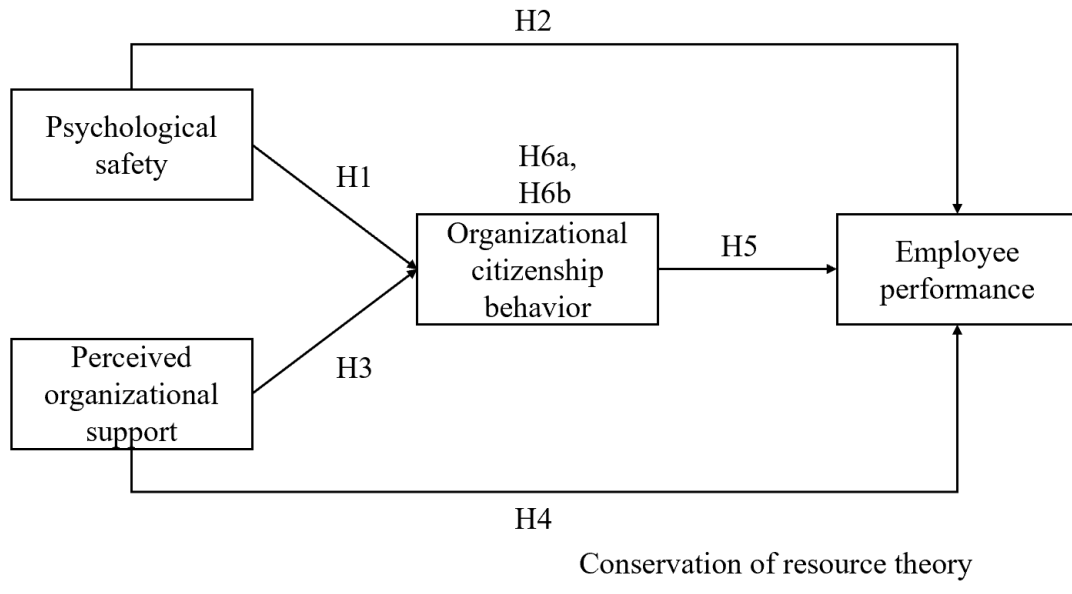 H2
Psychological
safety
H1
H6a,
H6b
Organizational
citizenship
behavior
H5
Employee
performance
Perceived
organizational
support
H3
H4
Conservation of resource theory